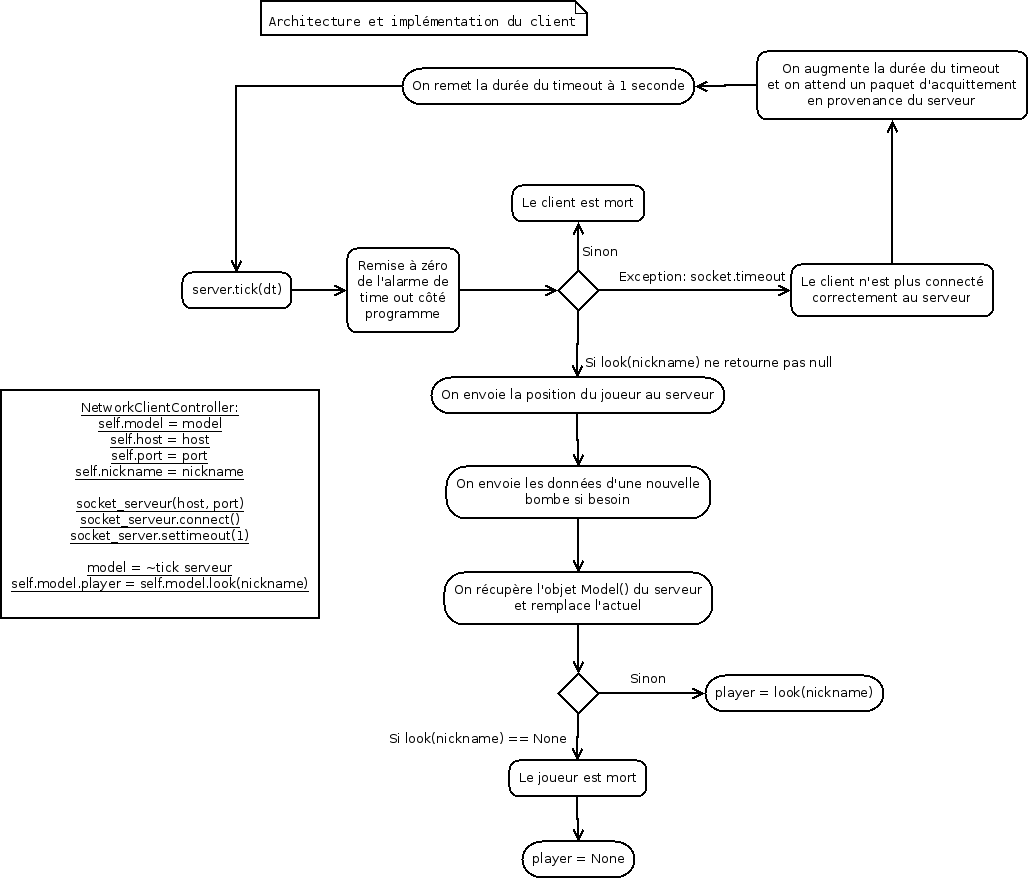 Architecture et implémentation du client
On augmente la durée du timeout
et on attend un paquet d'acquittement
en provenance du serveur
On remet la durée du timeout à 1 seconde
Le client est mort
Sinon
Exception: socket.timeout
server.tick(dt)
Remise à zéro
de l'alarme de
time out côté
programme
Le client n'est plus connecté
correctement au serveur
Si look(nickname) ne retourne pas null
On envoie la position du joueur au serveur
NetworkClientController:
self.model = model
self.host = host
self.port = port
self.nickname = nickname
socket_serveur(host, port)
socket_serveur.connect()
socket_server.settimeout(1)
model = ~tick serveur
self.model.player = self.model.look(nickname)
On envoie les données d'une nouvelle
bombe si besoin
On récupère l'objet Model() du serveur
et remplace l'actuel
Sinon
player = look(nickname)
Si look(nickname) == None
Le joueur est mort
player = None